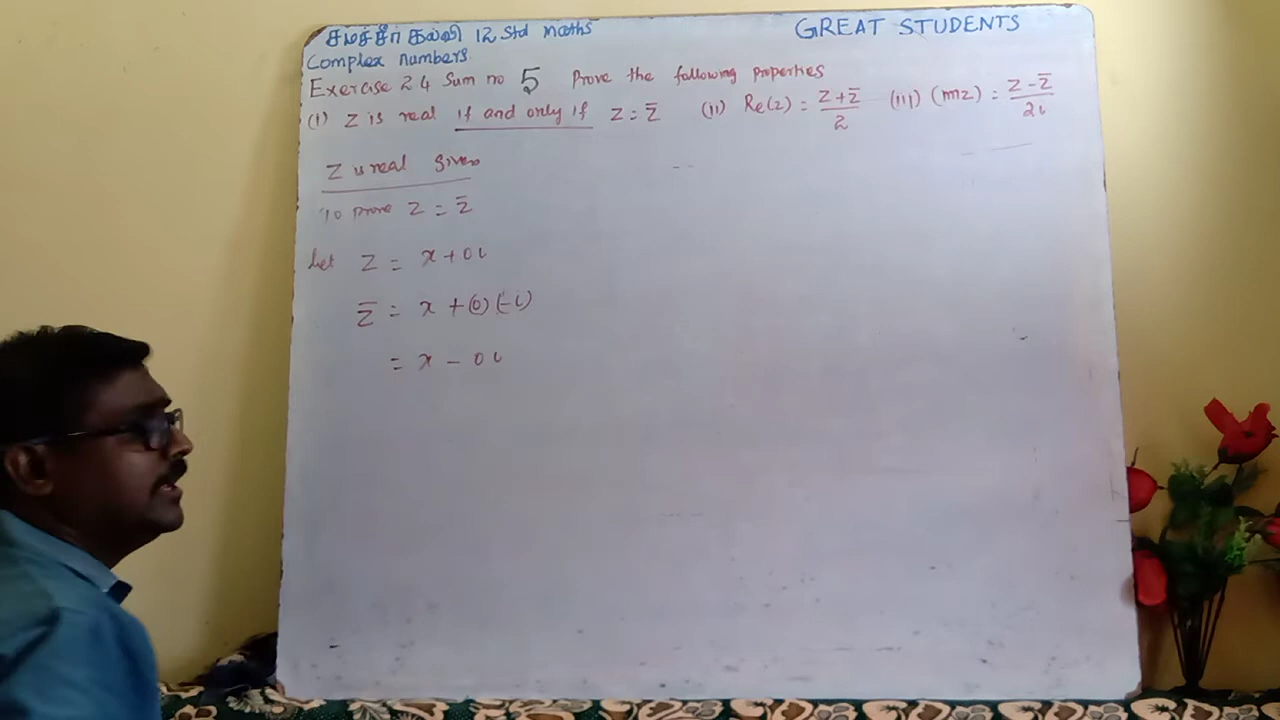 சமச்சீர் கல்வி 12 Std maths GREAT STUDENTS
Complex numbers
Exercise 2 4 Sum no 5 Prove the following properties
(i) Z is real if and only if Z = z̄ (ii) Re(z) = (Z + z̄)/2 (iii) (mz) = (Z - z̄)/2i
Z is real given
To prove Z = z̄
Let Z = x + 0i
z̄ = x + (0)(-i)
= x - 0i